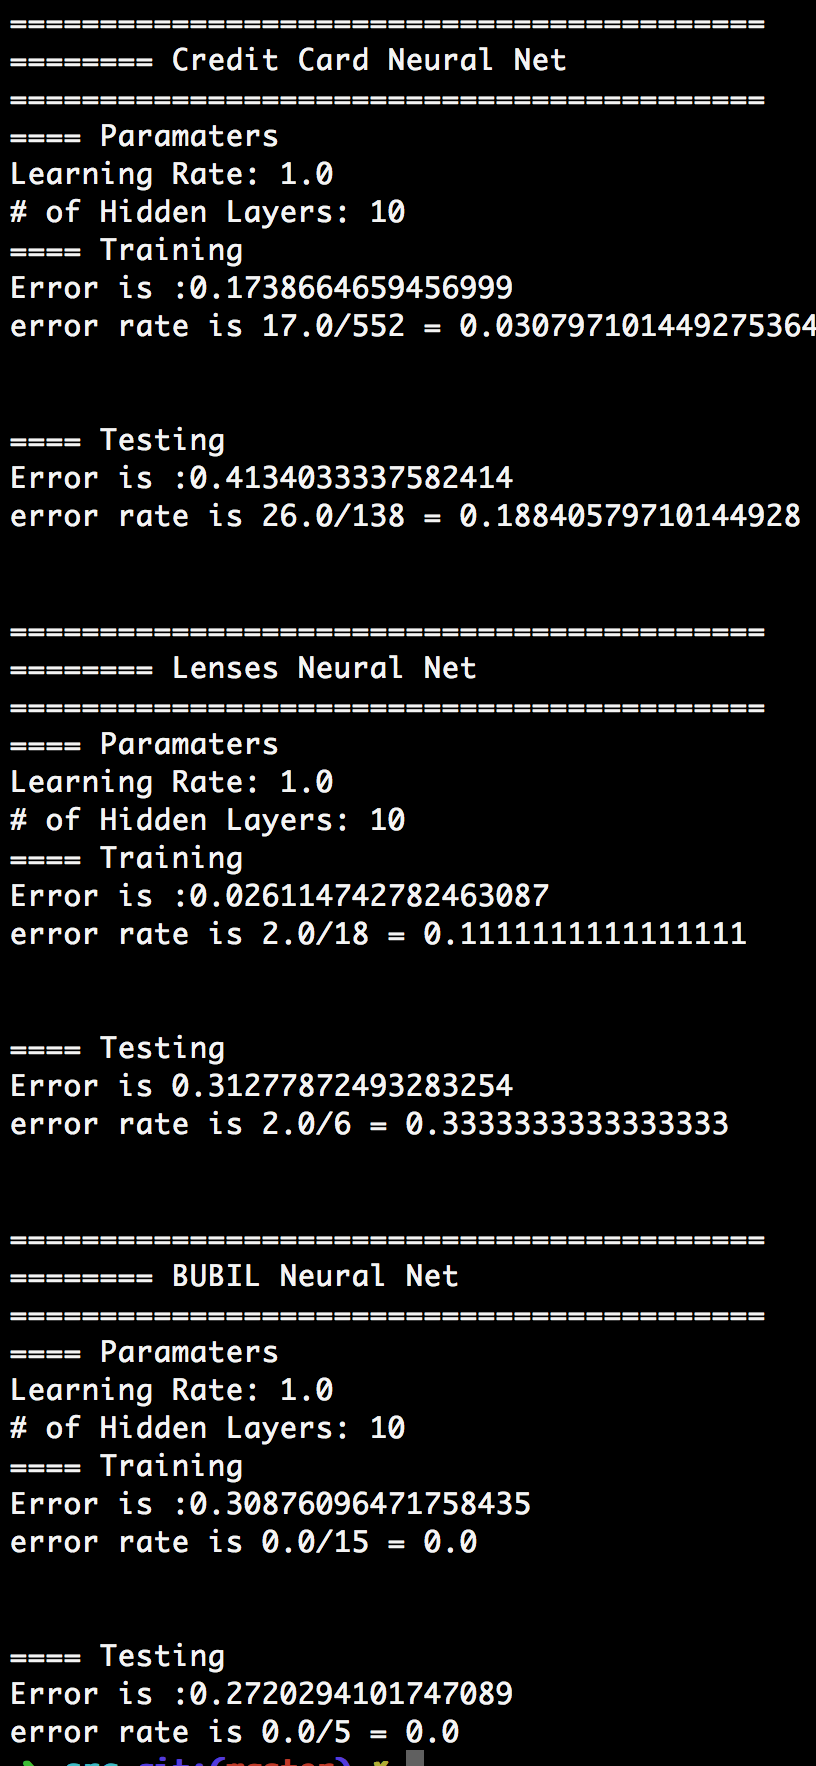 ==========================================
======== Credit Card Neural Net
==========================================
==== Paramaters
Learning Rate: 1.0
# of Hidden Layers: 10
==== Training
Error is :0.1738664659456999
error rate is 17.0/552 = 0.030797101449275364
==== Testing
Error is :0.4134033337582414
error rate is 26.0/138 = 0.18840579710144928
==========================================
======== Lenses Neural Net
==========================================
==== Paramaters
Learning Rate: 1.0
# of Hidden Layers: 10
==== Training
Error is :0.026114742782463087
error rate is 2.0/18 = 0.1111111111111111
==== Testing
Error is 0.31277872493283254
error rate is 2.0/6 = 0.3333333333333333
==========================================
======== BUBIL Neural Net
==========================================
==== Paramaters
Learning Rate: 1.0
# of Hidden Layers: 10
==== Training
Error is :0.30876096471758435
error rate is 0.0/15 = 0.0
==== Testing
Error is :0.2720294101747089
error rate is 0.0/5 = 0.0
src git:(master)